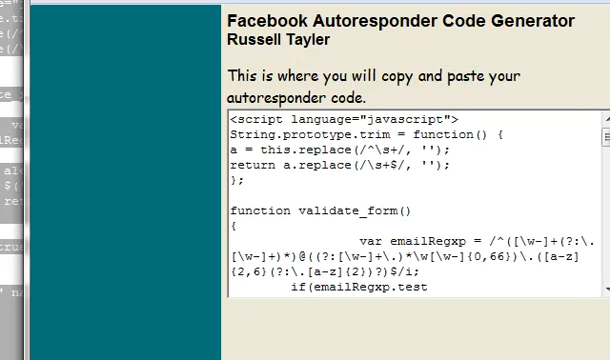 Facebook Autoresponder Code Generator
Russell Tayler
This is where you will copy and paste your
autoresponder code.
<script language="javascript">
String.prototype.trim = function() {
a = this.replace(/^\s+/, '');
return a.replace(/\s+$/, '');
};
function validate_form()
{
var emailRegxp = /^([\w-]+(?:\.
[\w-]+)*)@((?:[\w-]+\.)*\w[\w-]{0,66})\.([a-z]
{2,6}(?:\.[a-z]{2})?)$/i;
if(emailRegxp.test